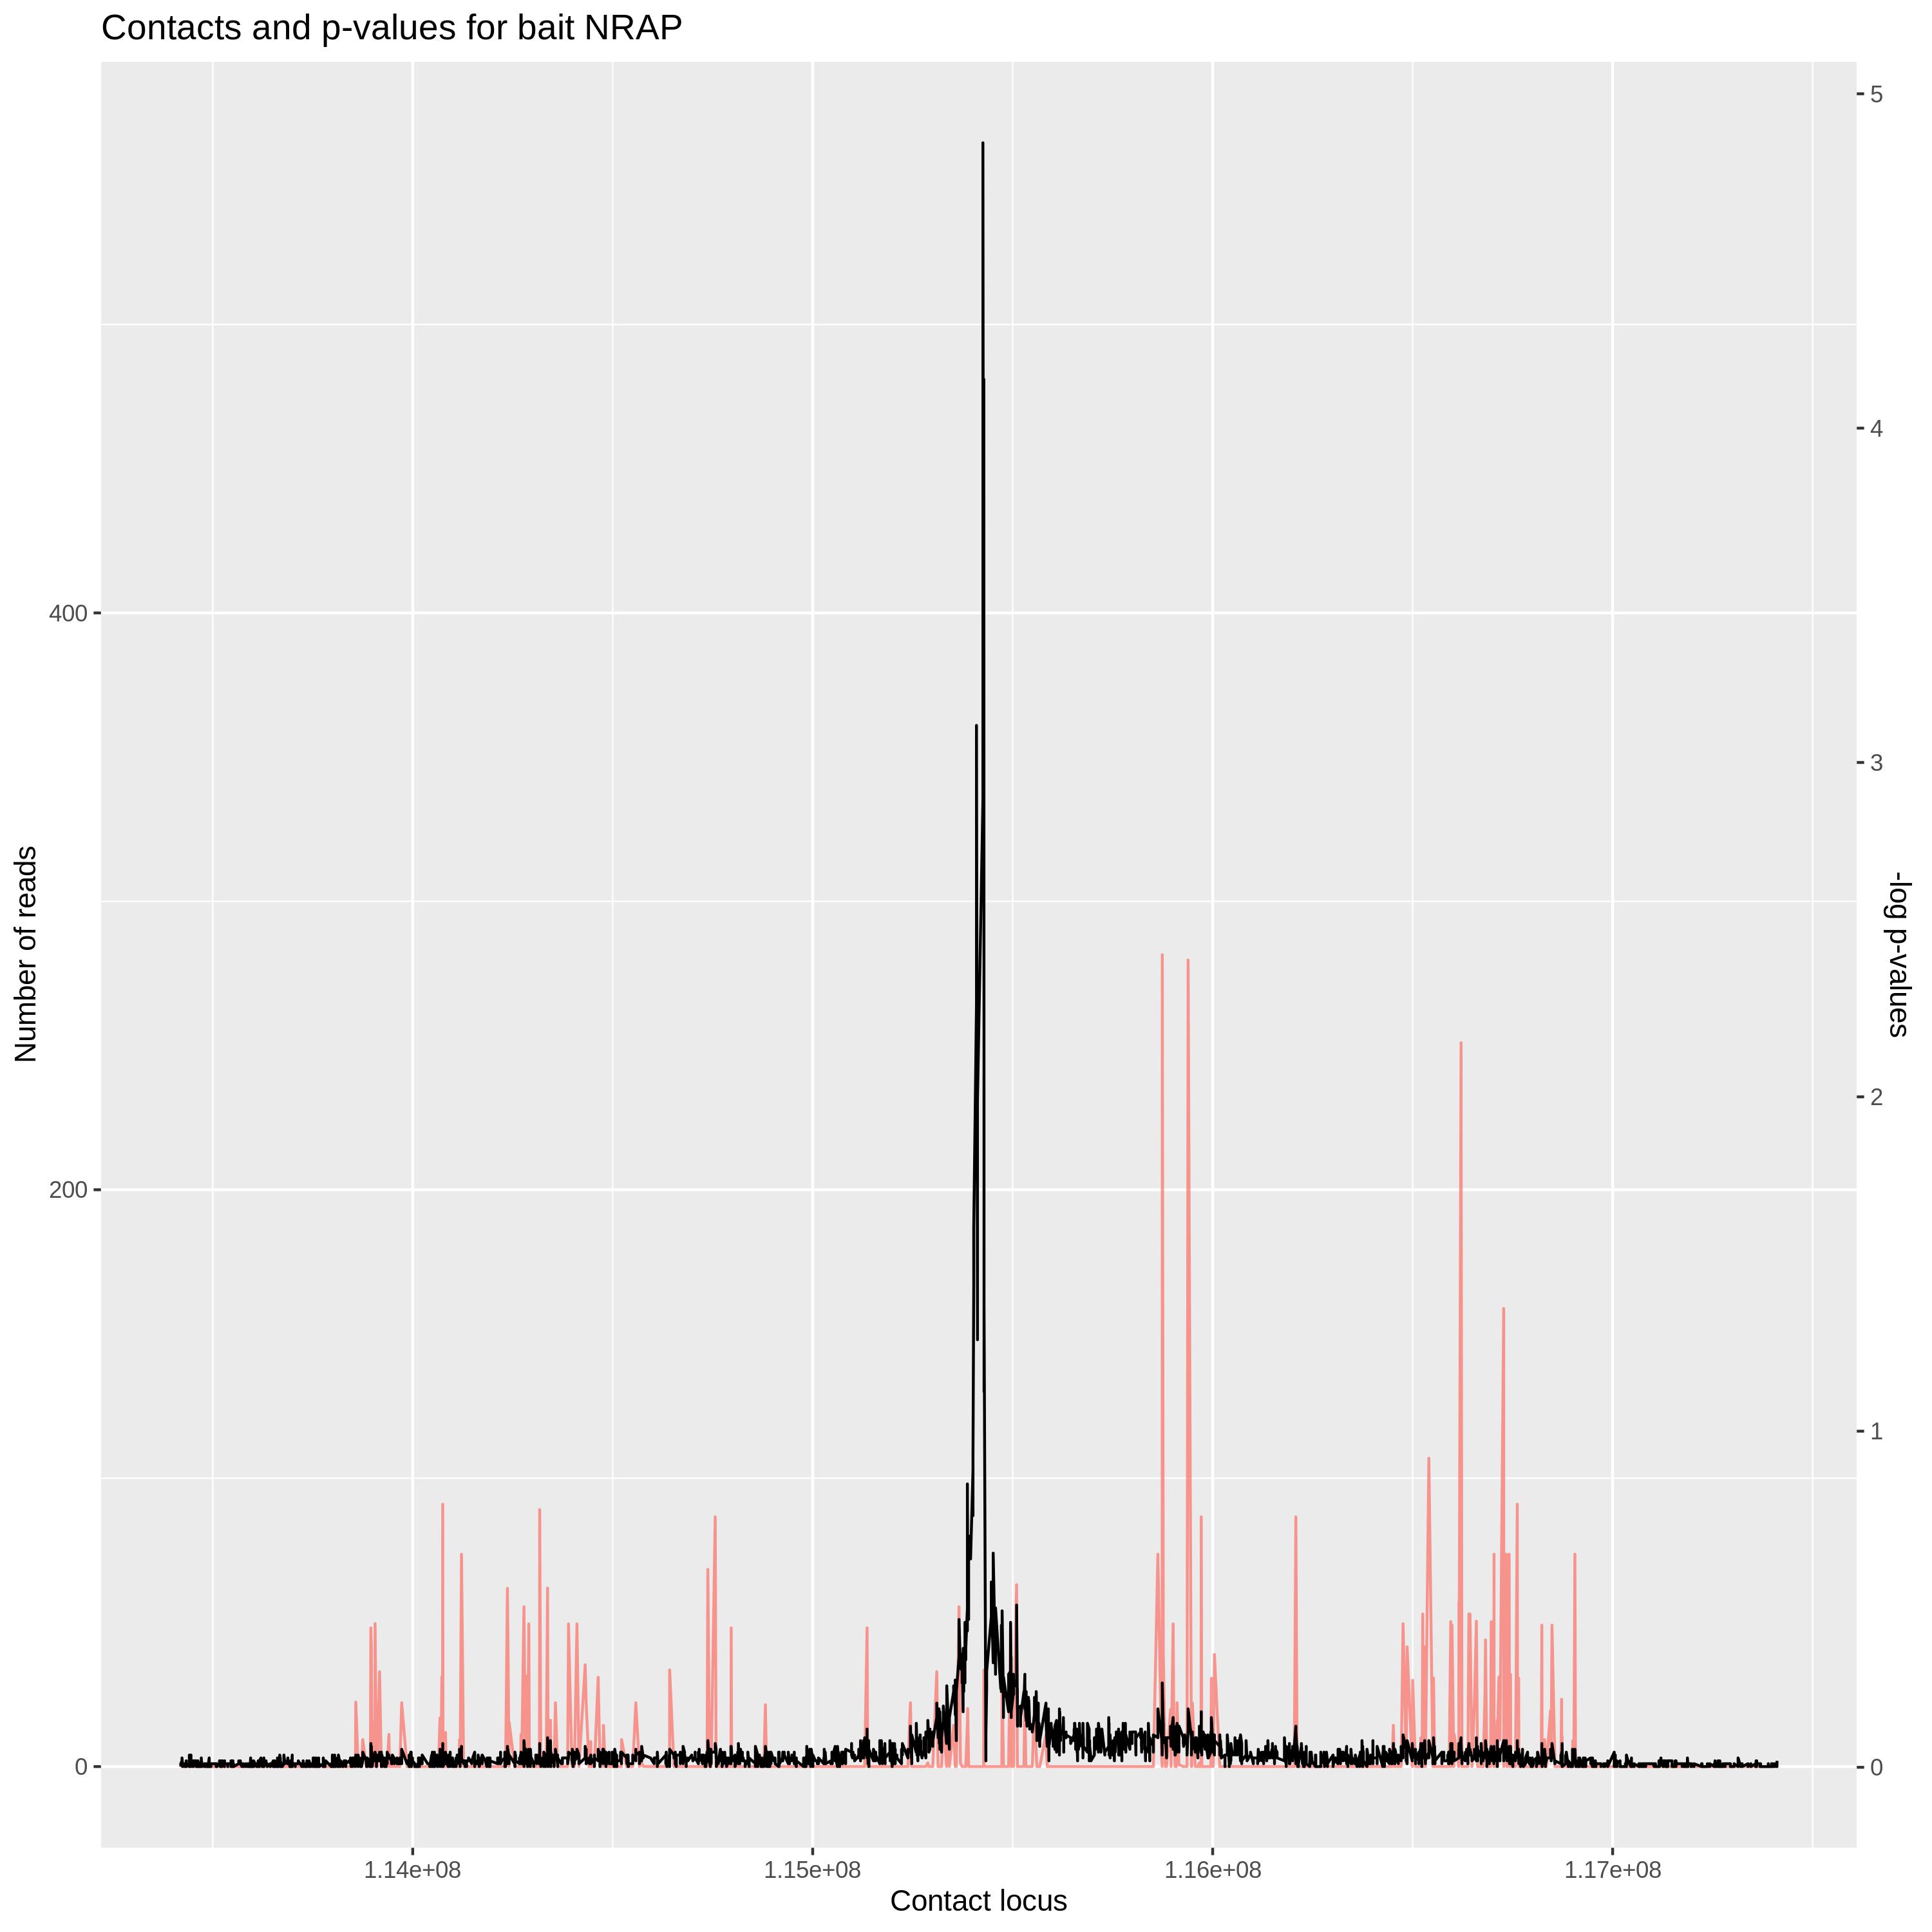 Contacts and p-values for bait NRAP
Number of reads
400
200
0
5
4
3
2
1
0
-log p-values
1.14e+08
1.15e+08
1.16e+08
1.17e+08
Contact locus